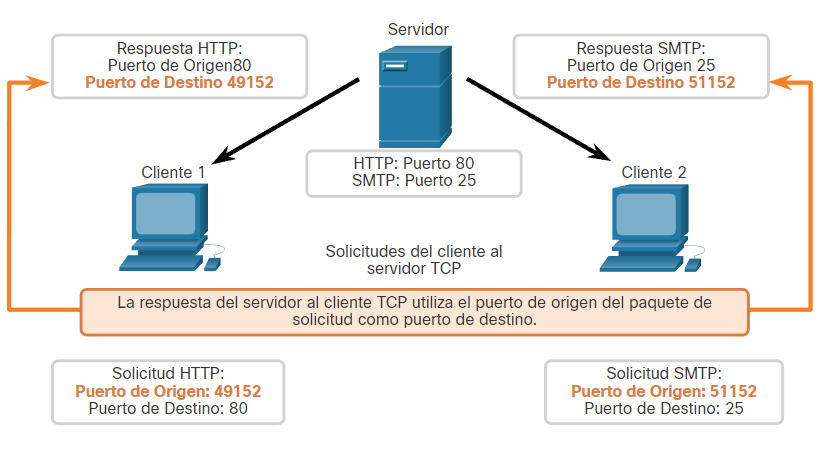 Servidor
Respuesta HTTP:
Puerto de Origen80
Puerto de Destino 49152
Respuesta SMTP:
Puerto de Origen 25
Puerto de Destino 51152
HTTP: Puerto 80
SMTP: Puerto 25
Cliente 1
Cliente 2
Solicitudes del cliente al
servidor TCP
La respuesta del servidor al cliente TCP utiliza el puerto de origen del paquete de
solicitud como puerto de destino.
Solicitud HTTP:
Puerto de Origen: 49152
Puerto de Destino: 80
Solicitud SMTP:
Puerto de Origen: 51152
Puerto de Destino: 25